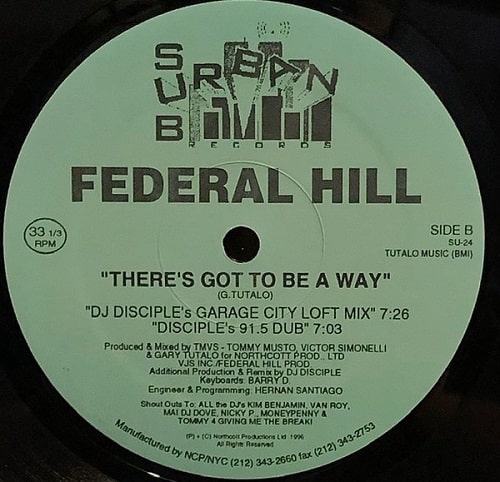 SUB
URBAN
RECORDS
FEDERAL HILL
33 1/3
RPM
SIDE B
SU-24
TUTALO MUSIC (BMI)
"THERE'S GOT TO BE A WAY"
(G.TUTALO)
"DJ DISCIPLE's GARAGE CITY LOFT MIX" 7:26
"DISCIPLE's 91.5 DUB" 7:03
Produced & Mixed by TMVS - TOMMY MUSTO, VICTOR SIMONELLI
& GARY TUTALO for NORTHCOTT PROD., LTD
VJS INC./FEDERAL HILL PROD
Additional Production & Remix by DJ DISCIPLE
Keyboards: BARRY D.
Engineer & Programming: HERNAN SANTIAGO
Shout Outs To: ALL the DJ's KIM BENJAMIN, VAN ROY,
MAI DJ DOVE, NICKY P., MONEYPENNY &
TOMMY 4 GIVING ME THE BREAK!
(P) + (C) Northcott Productions Ltd 1996
All Rights Reserved
Manufactured by NCP/NYC (212) 343-2660 fax (212) 343-2753